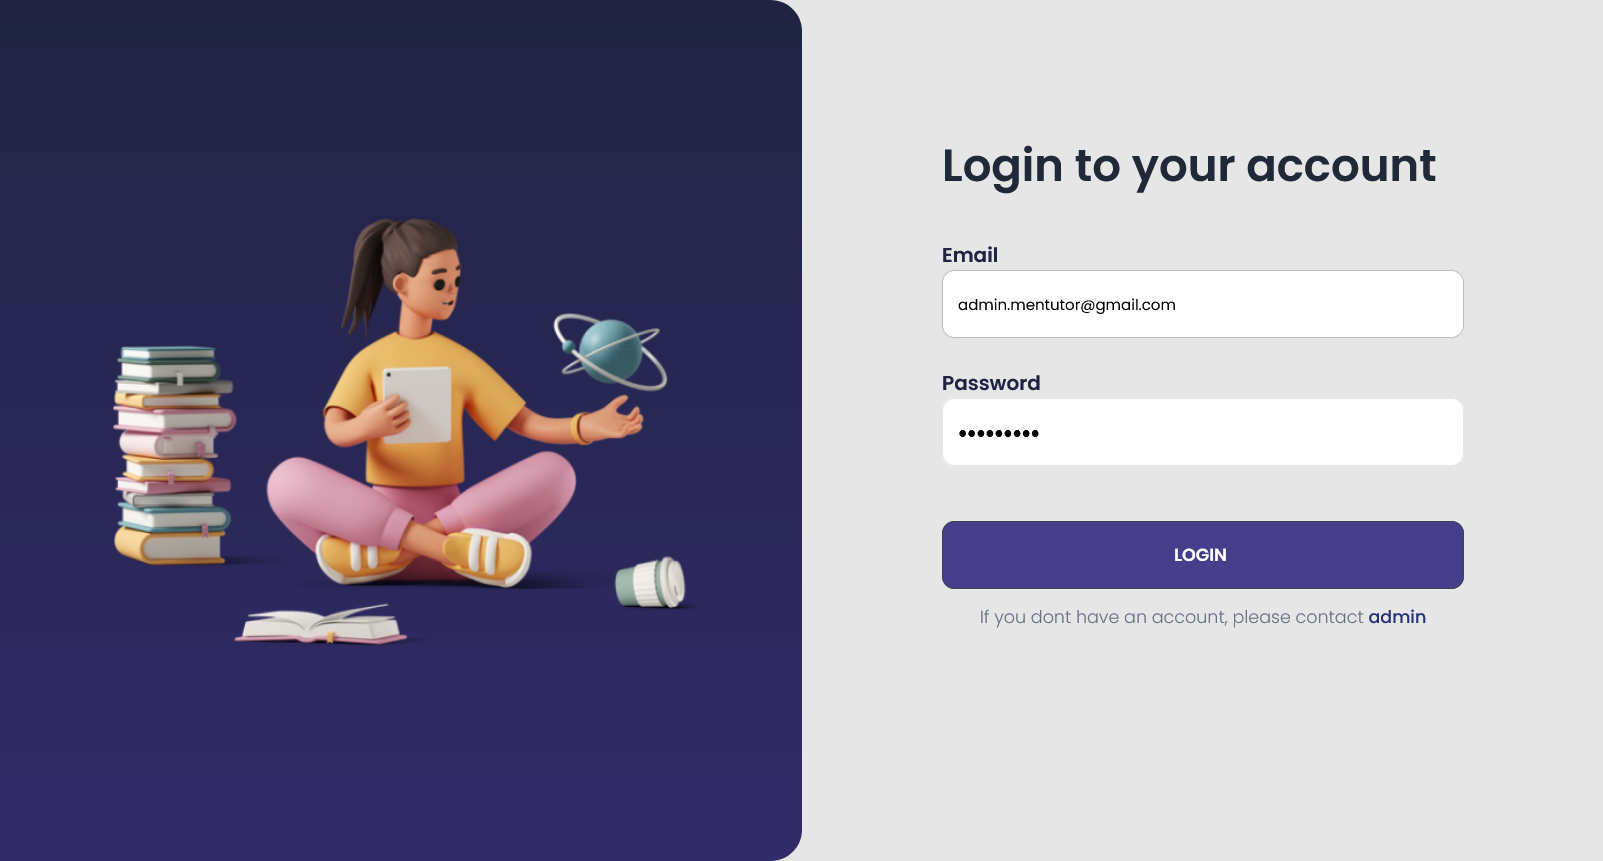 Login to your account
Email
admin.mentutor@gmail.com
Password
•••••••••
LOGIN
If you dont have an account, please contact admin